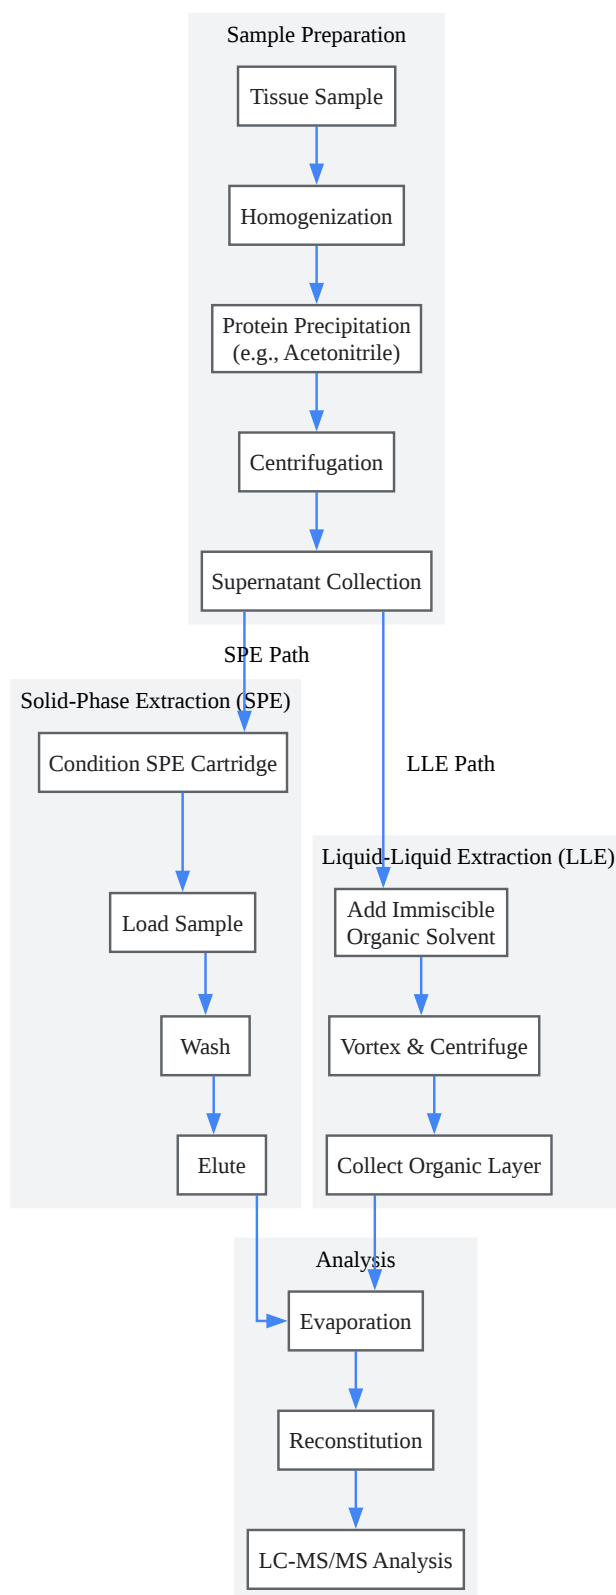 Sample Preparation
Tissue Sample
Homogenization
Protein Precipitation
(e.g., Acetonitrile)
Centrifugation
Supernatant Collection
SPE Path
Solid-Phase Extraction (SPE)
Condition SPE Cartridge
LLE Path
Liquid-Liquid Extraction (LLE)
Load Sample
Add Immiscible
Organic Solvent
Wash
Vortex & Centrifuge
Elute
Collect Organic Layer
Analysis
Evaporation
Reconstitution
LC-MS/MS Analysis